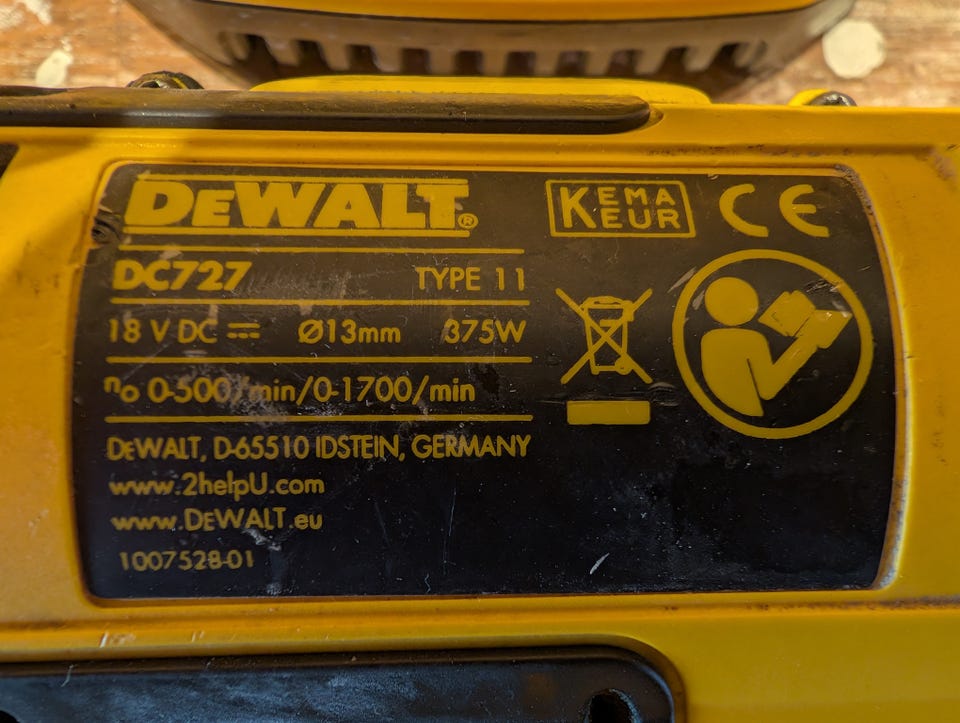 DEWALT®
KEMA
KEUR
CE
DC727 TYPE 11
18 V DC ⎓ Ø13mm 375W
n₀ 0-500/min/0-1700/min
DEWALT, D-65510 IDSTEIN, GERMANY
www.2helpU.com
www.DEWALT.eu
1007528-01